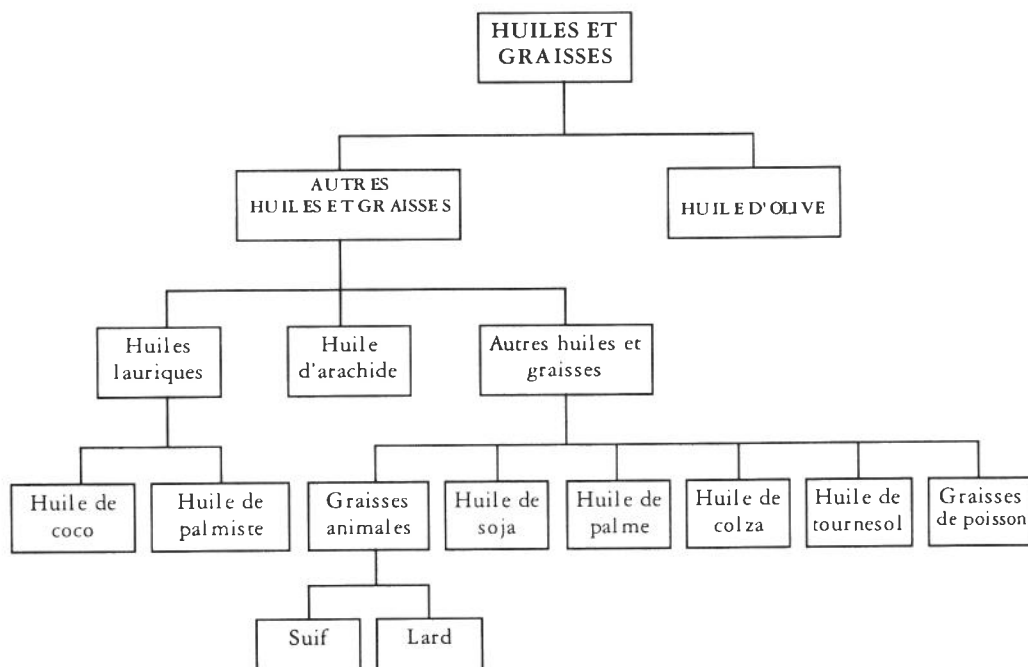 HUILES ET
GRAISSES
AUTRES
HUILES ET GRAISSES
HUILE D'OLIVE
Huiles
lauriques
Huile
d'arachide
Autres huiles et
graisses
Huile de
coco
Huile de
palmiste
Graisses
animales
Huile de
soja
Huile de
palme
Huile de
colza
Huile de
tournesol
Graisses
de poisson
Suif
Lard